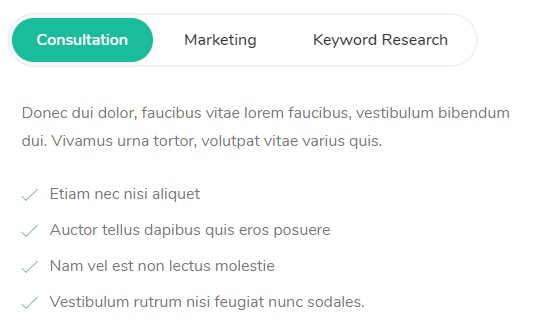 Consultation Marketing Keyword Research
Donec dui dolor, faucibus vitae lorem faucibus, vestibulum bibendum
dui. Vivamus urna tortor, volutpat vitae varius quis.
Etiam nec nisi aliquet
Auctor tellus dapibus quis eros posuere
Nam vel est non lectus molestie
Vestibulum rutrum nisi feugiat nunc sodales.